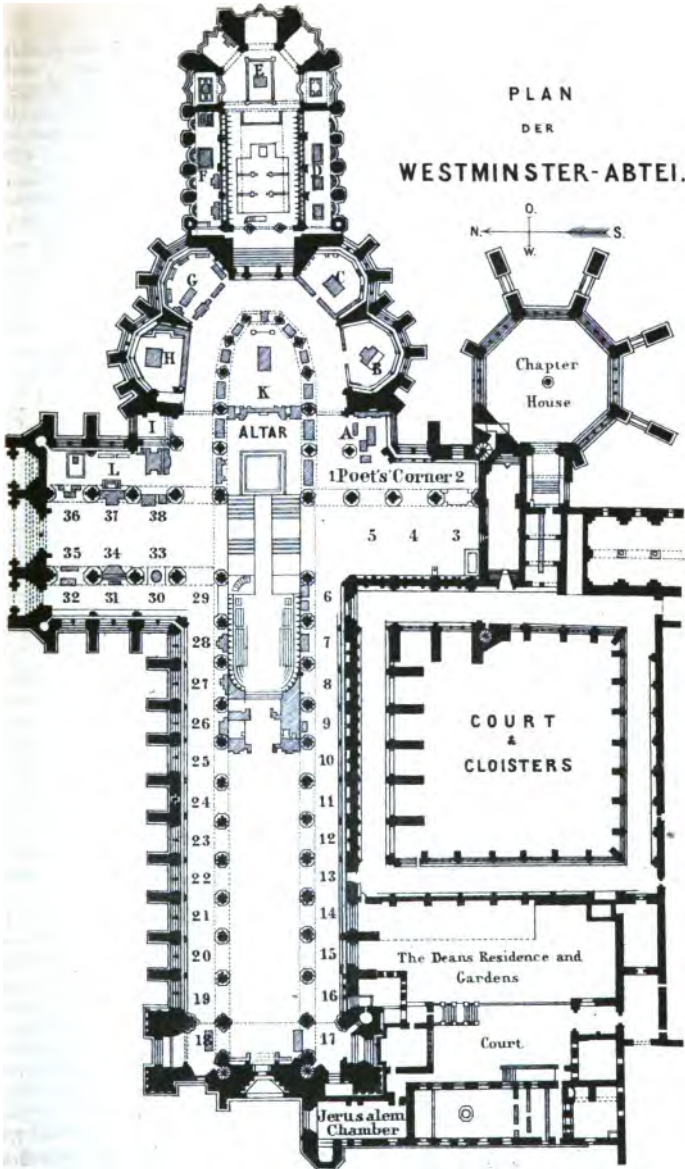 PLAN
DER
WESTMINSTER-ABTEI.
O.
N. S.
W.
E
F D
G C
H B
K
I ALTAR A
L
1 Poet's Corner 2
Chapter
House
36 37 38
35 34 33
5 4 3
32 31 30 29 6
28 7
27 8
26 9
25 10
24 11
23 12
22 13
21 14
20 15
19 16
18 17
COURT
&
CLOISTERS
The Deans Residence and
Gardens
Court
Jerusalem
Chamber